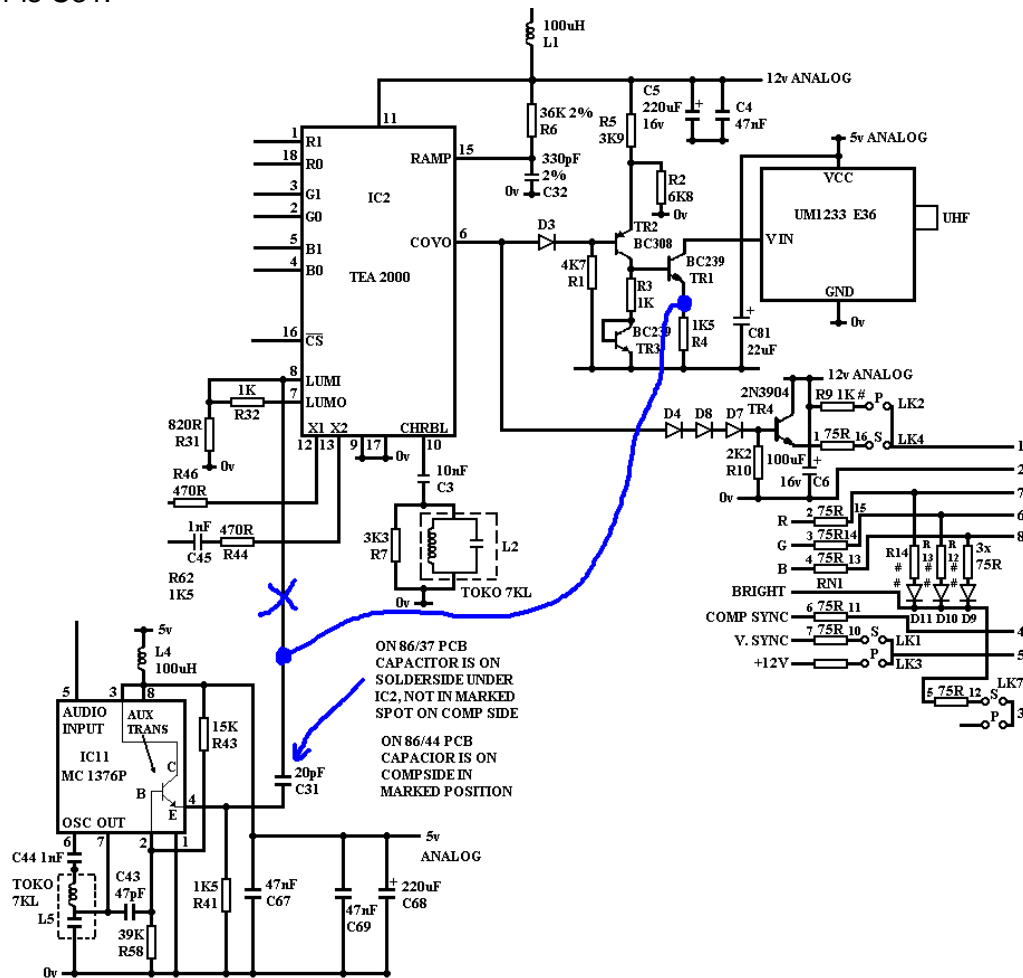 100uH
L1
12v ANALOG
11
36K 2%
R6
R5
3K9
C5
220uF +
16v
C4
47nF
5v ANALOG
1
R1
18
R0
3
G1
2
G0
5
B1
4
B0
16
CS
8
LUMI
7
LUMO
X1 X2
12 13
9
17
0v
CHRBL
10
RAMP
15
IC2
COVO
6
TEA 2000
330pF
2%
C32
0v
R2
6K8
0v
D3
TR2
BC308
4K7
R1
BC239
TR1
R3
1K
BC239
TR3
1K5
R4
+
C81
22uF
VCC
UM1233 E36
V IN
UHF
GND
0v
1K
R32
820R
R31
0v
R46
470R
1nF
C45
470R
R44
R62
1K5
10nF
C3
3K3
R7
L2
0v
TOKO 7KL
2N3904
TR4
12v ANALOG
R9 1K #
P
LK2
D4 D8 D7
1 75R 16 S
LK4
1
2K2
R10
100uF
+
16v
C6
0v
2
R 2 75R 15
7
G 3 75R 14
6
B 4 75R 13
8
RN1
R14
#
#
R
13
#
#
R
12
#
#
3x
75R
BRIGHT
D11 D10 D9
COMP SYNC 6 75R 11
4
V. SYNC 7 75R 10 S
LK1
5
+12V
P
LK3
5 75R 12 S
LK7
P
3
5v
L4
100uH
5
3
8
AUDIO
INPUT
AUX
TRANS
15K
R43
IC11
MC 1376P
C
B
E
4
OSC OUT
6
7
2
1
ON 86/37 PCB
CAPACITOR IS ON
SOLDERSIDE UNDER
IC2, NOT IN MARKED
SPOT ON COMP SIDE
ON 86/44 PCB
CAPACIOR IS ON
COMPSIDE IN
MARKED POSITION
20pF
C31
C44 1nF
TOKO
7KL
L5
C43
47pF
39K
R58
0v
1K5
R41
47nF
C67
47nF
C69
+
220uF
C68
5v
ANALOG